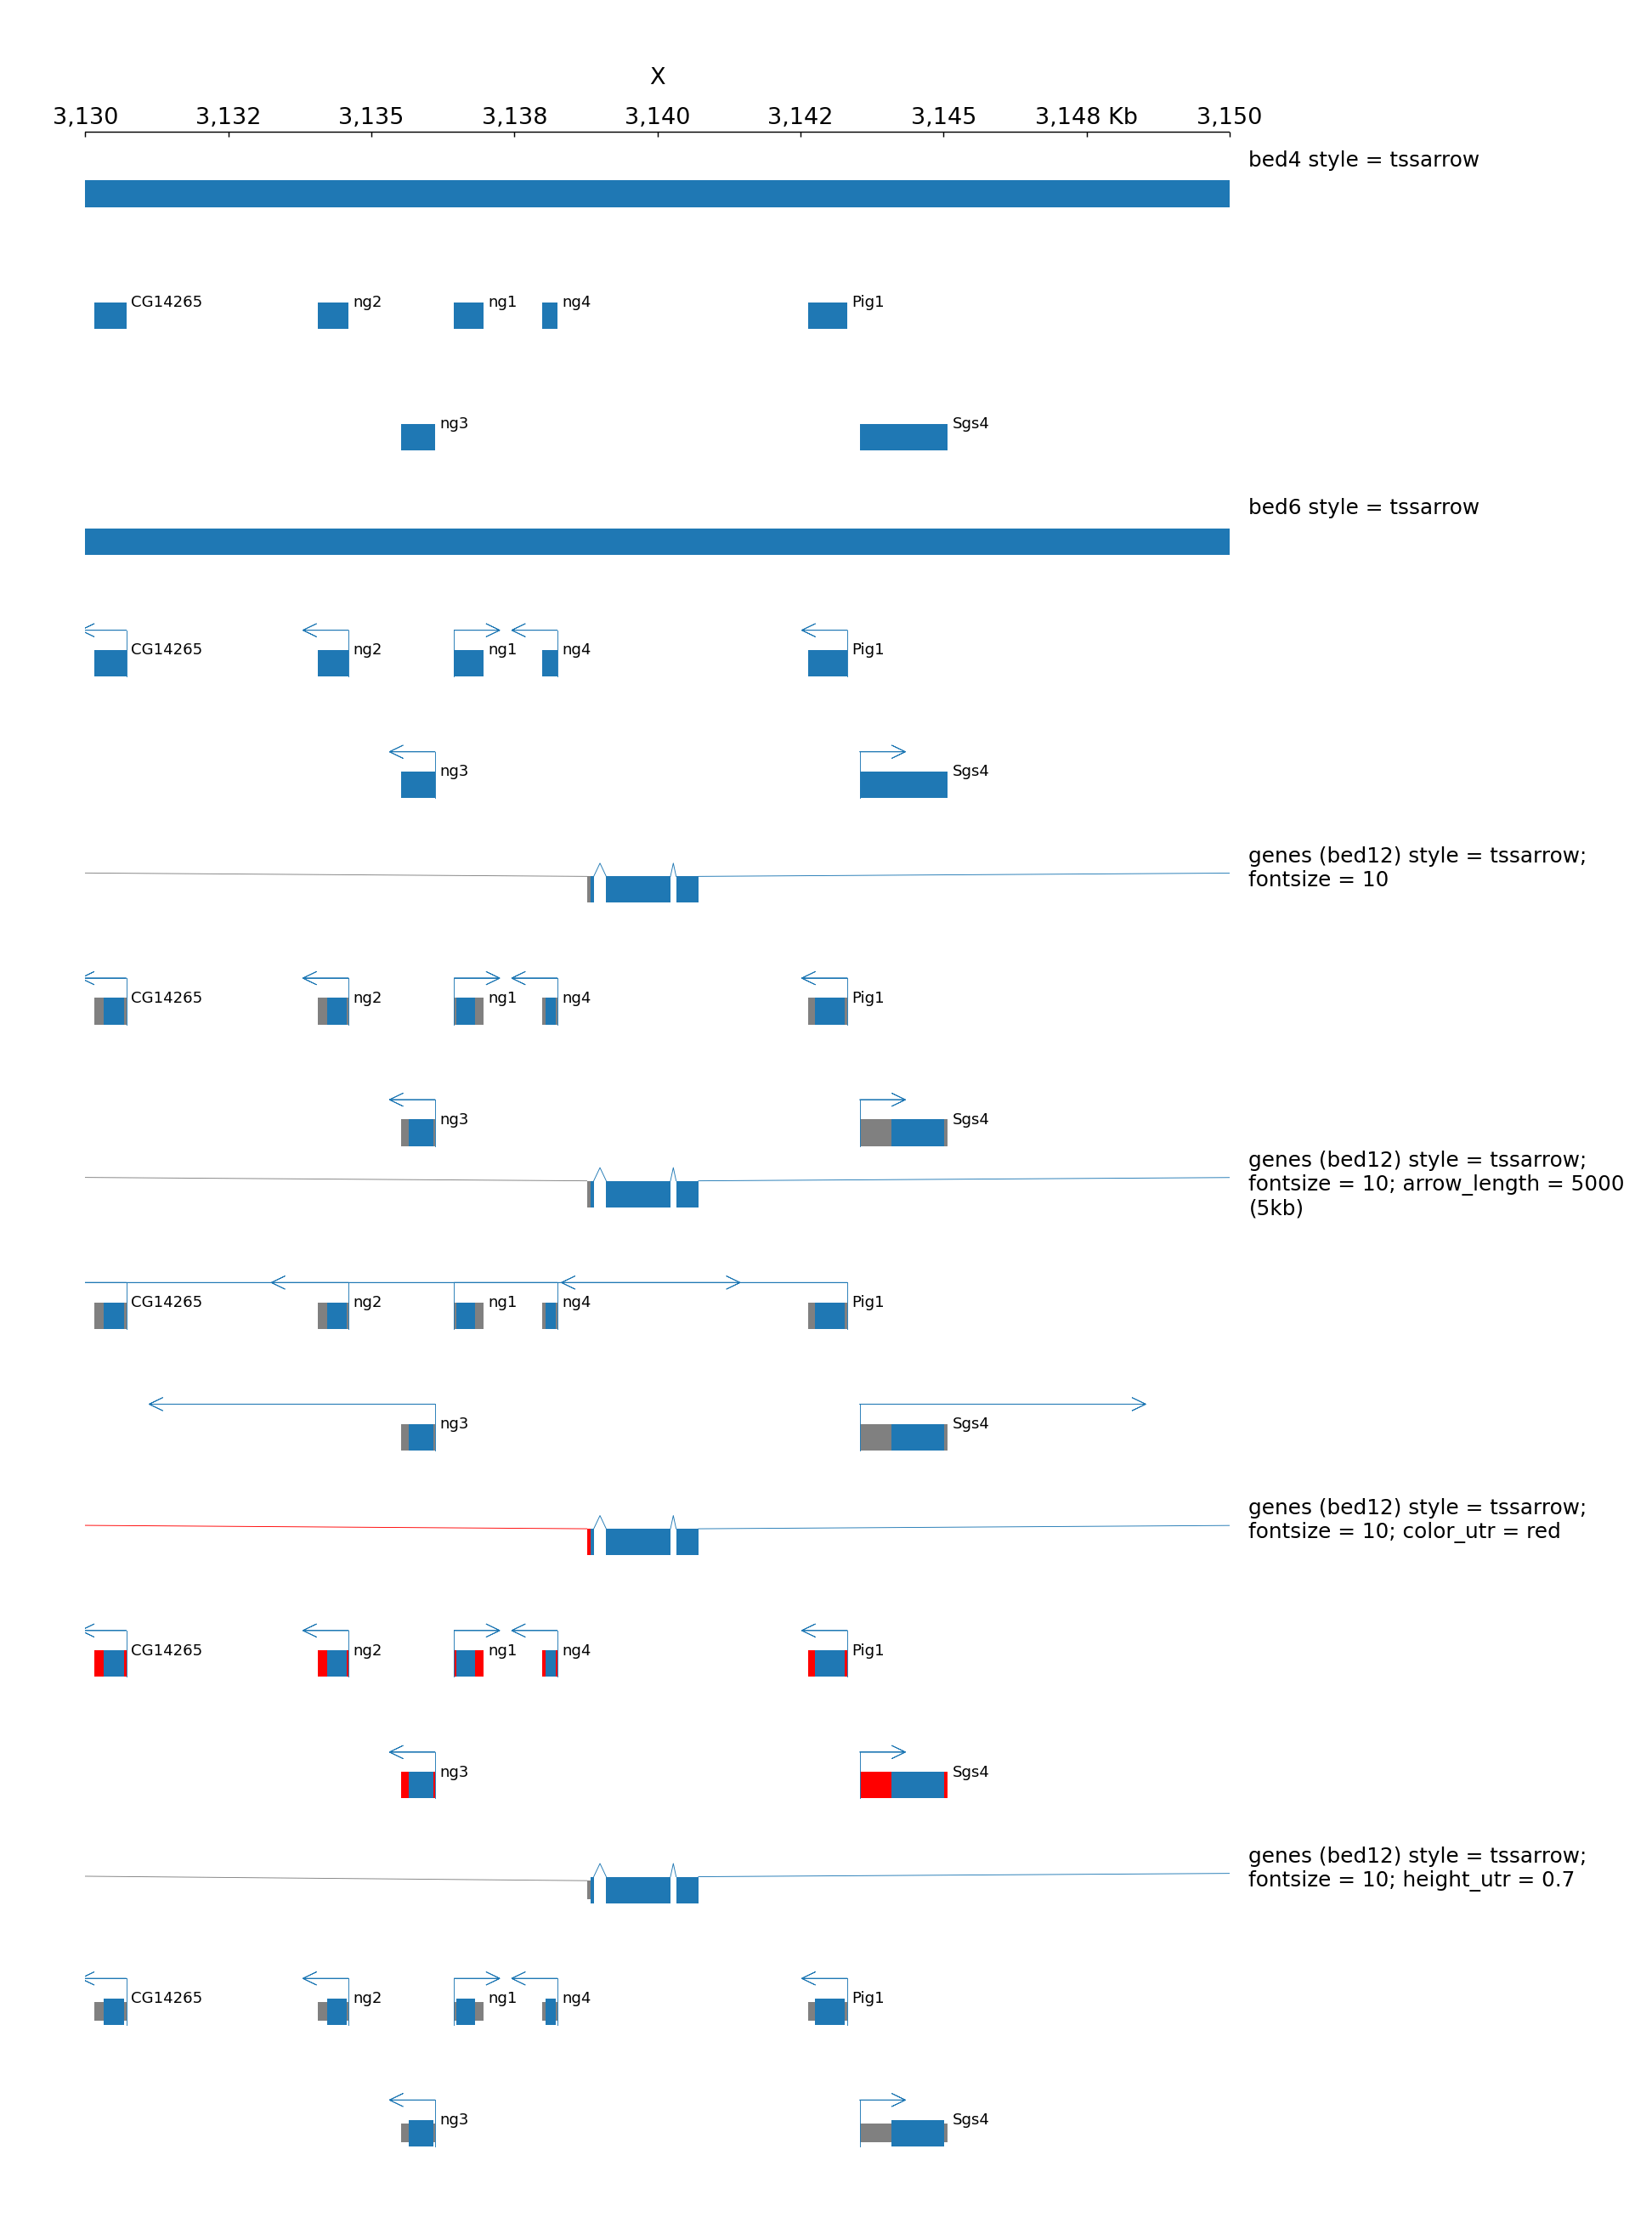 X
3,130 3,132 3,135 3,138 3,140 3,142 3,145 3,148 Kb 3,150
bed4 style = tssarrow
CG14265 ng2 ng1 ng4 Pig1
ng3 Sgs4
bed6 style = tssarrow
CG14265 ng2 ng1 ng4 Pig1
ng3 Sgs4
genes (bed12) style = tssarrow;
fontsize = 10
CG14265 ng2 ng1 ng4 Pig1
ng3 Sgs4
genes (bed12) style = tssarrow;
fontsize = 10; arrow_length = 5000
(5kb)
CG14265 ng2 ng1 ng4 Pig1
ng3 Sgs4
genes (bed12) style = tssarrow;
fontsize = 10; color_utr = red
CG14265 ng2 ng1 ng4 Pig1
ng3 Sgs4
genes (bed12) style = tssarrow;
fontsize = 10; height_utr = 0.7
CG14265 ng2 ng1 ng4 Pig1
ng3 Sgs4